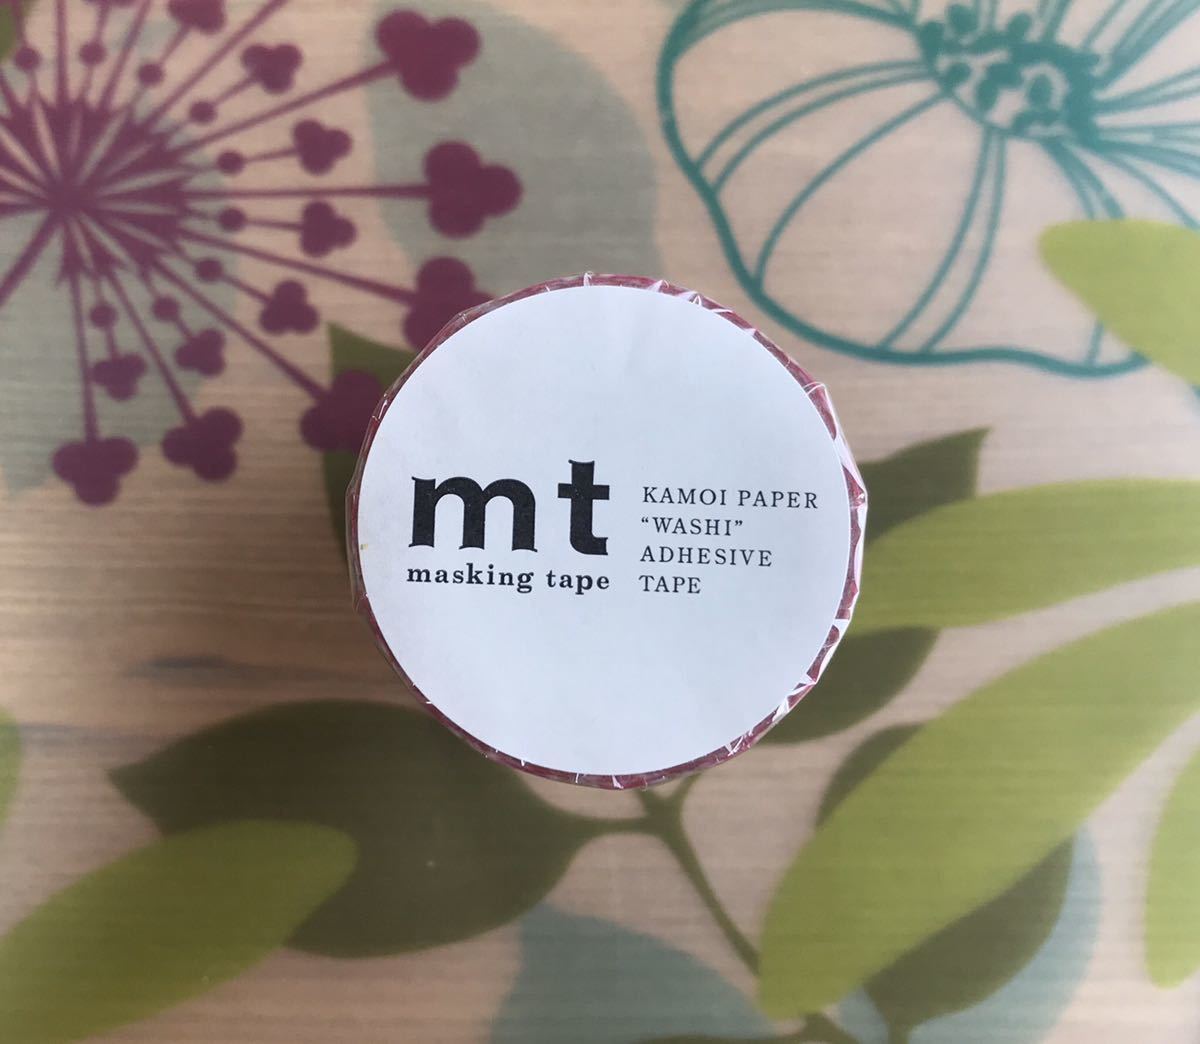 mt
masking tape
KAMOI PAPER
“WASHI”
ADHESIVE
TAPE